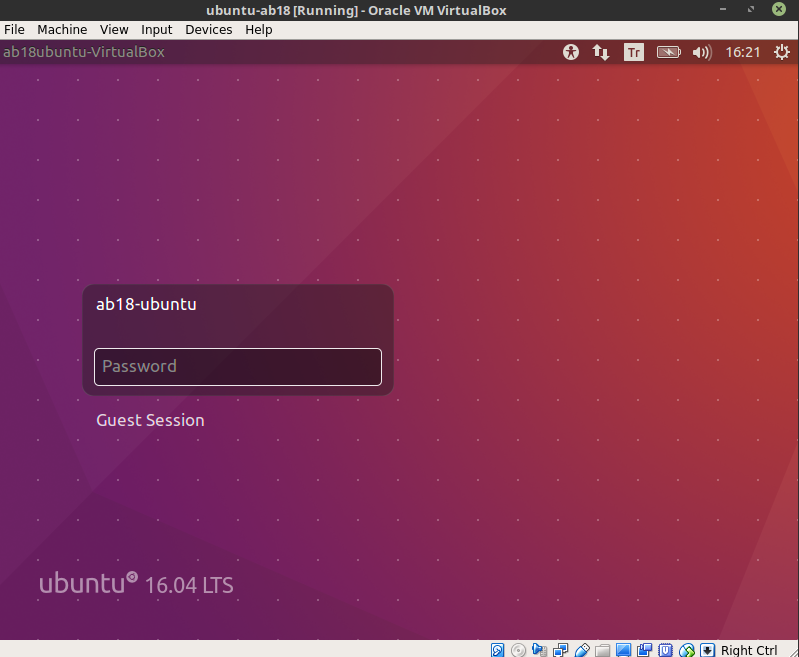 ubuntu-ab18 [Running] - Oracle VM VirtualBox
File Machine View Input Devices Help
ab18ubuntu-VirtualBox Tr 16:21
ab18-ubuntu
Password
Guest Session
ubuntu 16.04 LTS
Right Ctrl